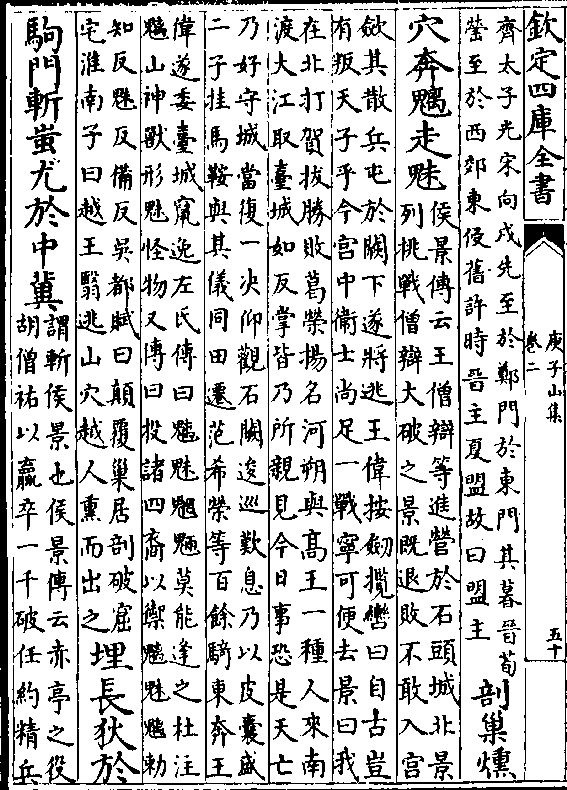 欽定四庫全書
庾子山集
卷二
五十
齊太子光宋向戌先至於鄭門於東門其暮晉荀
罃至於西郊東侵舊許時晉主夏盟故曰盟主
剖巢燻
穴奔魑走魅
侯景傳云王僧辯等進營於石頭城北景
列挑戰僧辯大破之景既退敗不敢入宮
歛其散兵屯於闕下遂將逃王偉按劒攬轡曰自古豈
有叛天子乎今宮中衛士尚足一戰寧可便去景曰我
在北打賀拔勝敗葛榮揚名河朔與高王一種人來南
渡大江取臺城如反掌皆乃所親見今日事恐是天亡
乃好守城當復一决仰觀石闕逡巡歎息乃以皮囊盛
二子挂馬鞍與其儀同田遷范希榮等百餘騎東奔王
偉遂委臺城竄逸左氏傳曰魑魅魍魎莫能逢之杜注
魑山神獸形魅怪物又傳曰投諸四裔以禦魑魅魑勅
知反魅反備反吳都賦曰顛覆巢居剖破窟
宅淮南子曰越王翳逃山穴越人熏而出之
埋長狄於
駒門斬蚩尤於中冀
謂斬侯景也侯景傳云赤亭之役
胡僧祐以羸卒一千破任約精兵